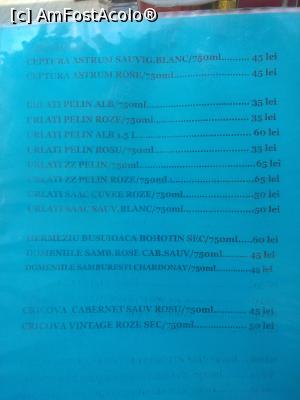 [c] AmFostAcolo®
CEPTURA ASTRUM SAUVIG.BLANC/750ml.......... 45 lei
CEPTURA ASTRUM ROSE/750ml.......... 45 lei
URLATI PELIN ALB/750ml.......... 35 lei
URLATI PELIN ROZE/750ml.......... 35 lei
URLATI PELIN ALB 1.5 L.......... 60 lei
URLATI PELIN ROSU/750ml.......... 35 lei
URLATI ZZ PELIN/750ml.......... 65 lei
URLATI ZZ PELIN ROZE/750ml.......... 65 lei
URLATI SAAC CUVEE ROZE/750ml.......... 50 lei
URLATI SAAC SAUV.BLANC/750ml.......... 50 lei
HERMEZIU BUSUIOACA BOHOTIN SEC/750ml..... 60 lei
DOMENIILE SAMB.ROSE CAB.SAUV/750ml.... 45 lei
DOMENIILE SAMBURESTI CHARDONAY/750ml.... 45 lei
CRICOVA CABERNET SAUV ROSU/750ml.... 45 lei
CRICOVA VINTAGE ROZE SEC/750ml.......... 50 lei